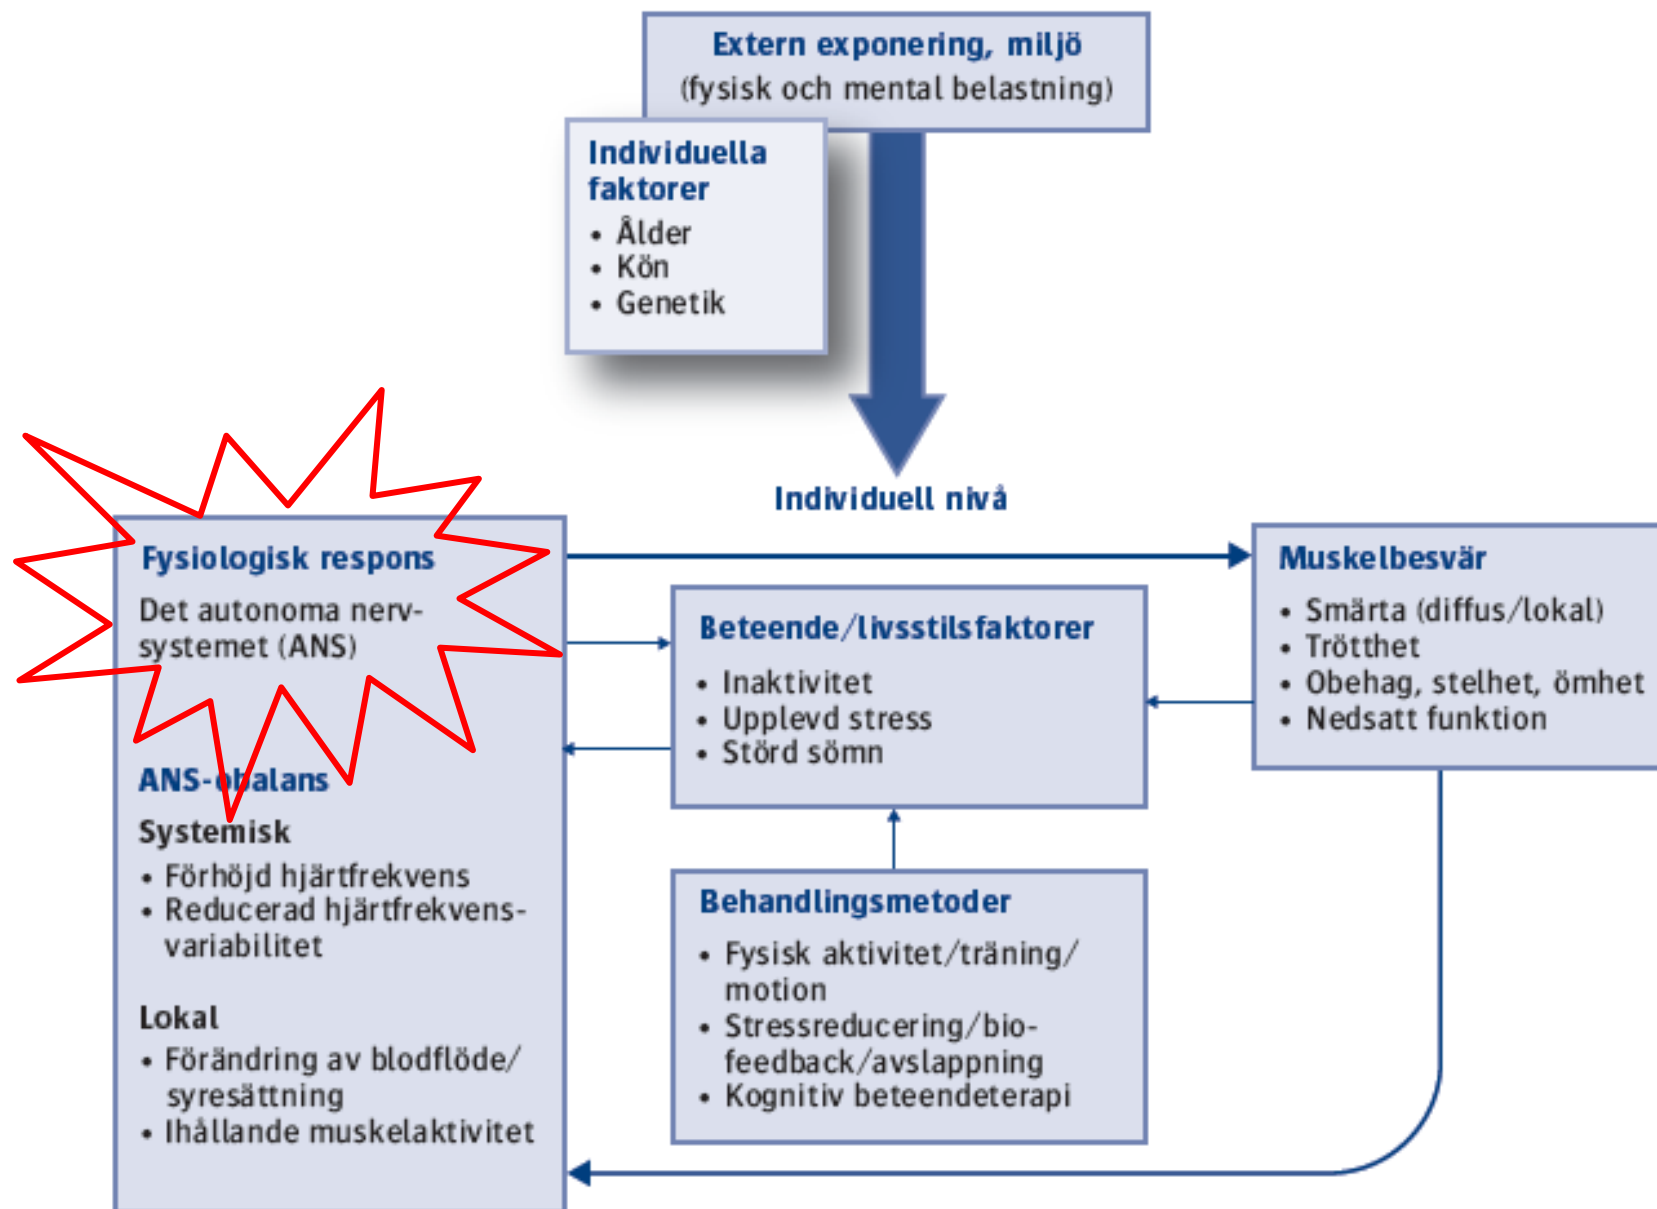 Extern exponering, miljö
(fysisk och mental belastning)
Individuella
faktorer
• Ålder
• Kön
• Genetik
Individuell nivå
Fysiologisk respons
Det autonoma nerv-
systemet (ANS)
ANS-obalans
Systemisk
• Förhöjd hjärtfrekvens
• Reducerad hjärtfrekvens-
variabilitet
Lokal
• Förändring av blodflöde/
syresättning
• Ihållande muskelaktivitet
Beteende/livsstilsfaktorer
• Inaktivitet
• Upplevd stress
• Störd sömn
Behandlingsmetoder
• Fysisk aktivitet/träning/
motion
• Stressreducering/bio-
feedback/avslappning
• Kognitiv beteendeterapi
Muskelbesvär
• Smärta (diffus/lokal)
• Trötthet
• Obehag, stelhet, ömhet
• Nedsatt funktion